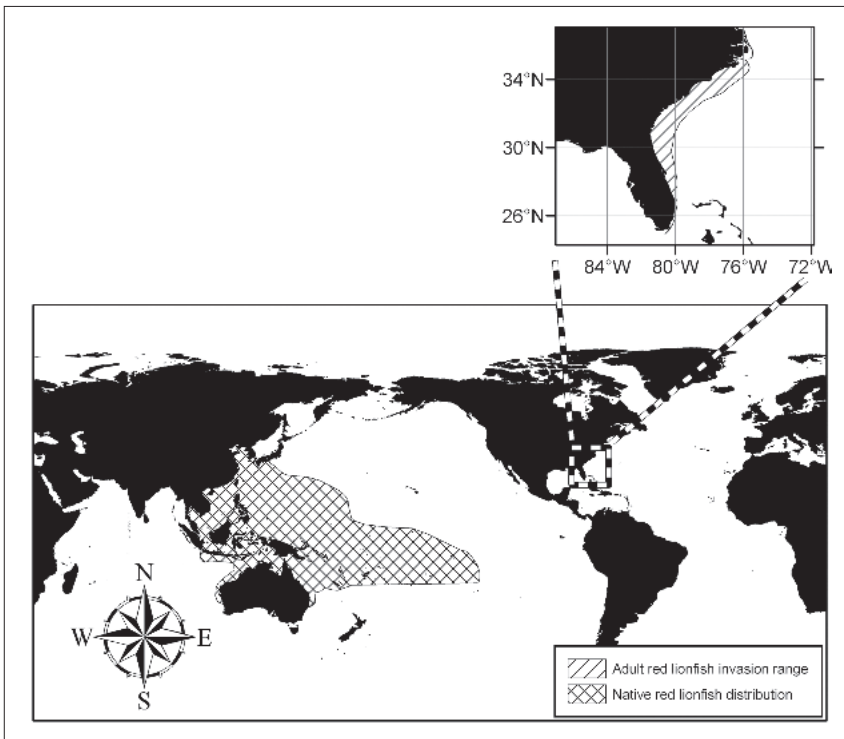 34°N
30°N
26°N
84°W 80°W 76°W 72°W
N
W E
S
Adult red lionfish invasion range
Native red lionfish distribution